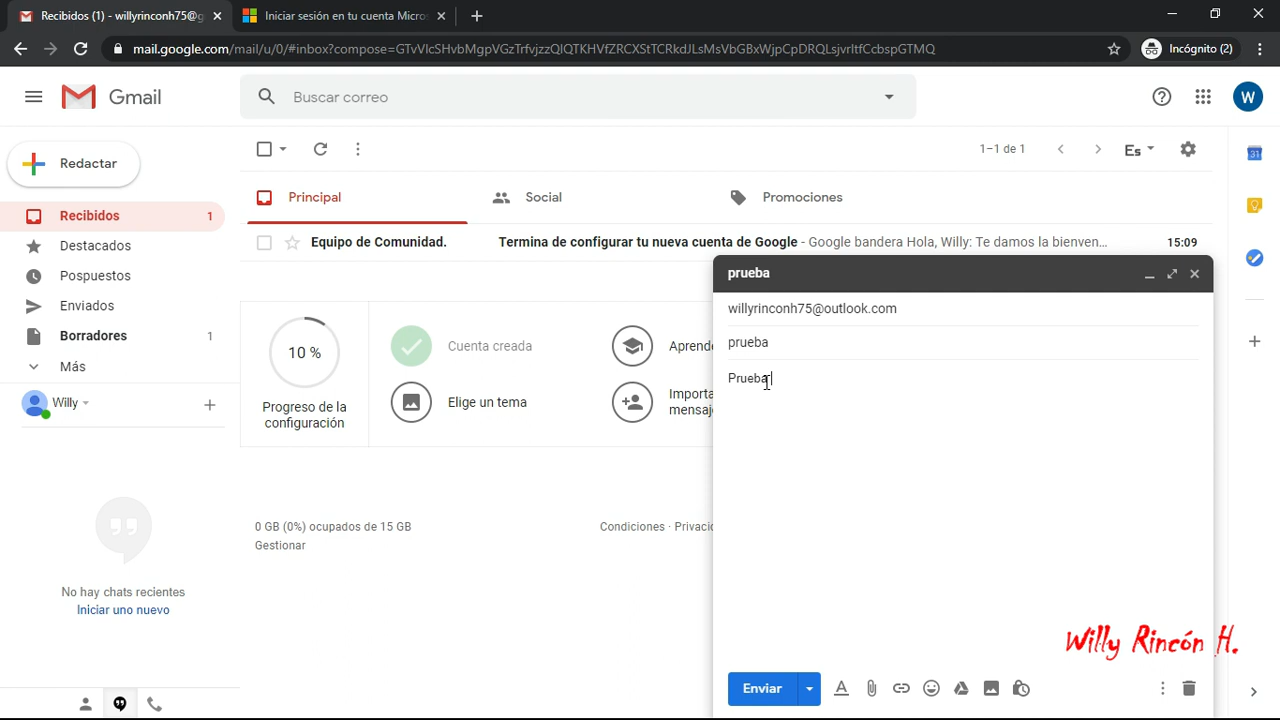 Recibidos (1) - willyrinconh75@g
Iniciar sesión en tu cuenta Micros
mail.google.com/mail/u/0/#inbox?compose=GTvVlcSHvbMgpVGzTrfvjzzQlQTKHVfZRCXStTCRkdJLsMsVbGBxWjpCpDRQLsjvrltfCcbspGTMQ
Incógnito (2)
Gmail
Buscar correo
W
Redactar
1–1 de 1
Es
31
Principal
Social
Promociones
Recibidos 1
Destacados
Pospuestos
Enviados
Borradores 1
Más
Willy
Equipo de Comunidad. Termina de configurar tu nueva cuenta de Google - Google bandera Hola, Willy: Te damos la bienven... 15:09
10 %
Progreso de la
configuración
Cuenta creada
Elige un tema
Aprende
Importa
mensaj
0 GB (0%) ocupados de 15 GB
Gestionar
Condiciones · Privacid
No hay chats recientes
Iniciar uno nuevo
prueba
willyrinconh75@outlook.com
prueba
Prueba
Enviar
Willy Rincón H.